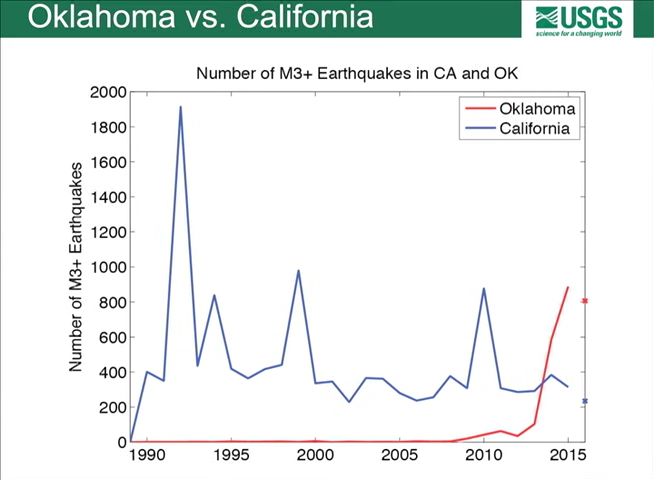 Oklahoma vs. California
USGS
science for a changing world
Number of M3+ Earthquakes in CA and OK
Number of M3+ Earthquakes
2000
1800
1600
1400
1200
1000
800
600
400
200
0
1990
1995
2000
2005
2010
2015
Oklahoma
California